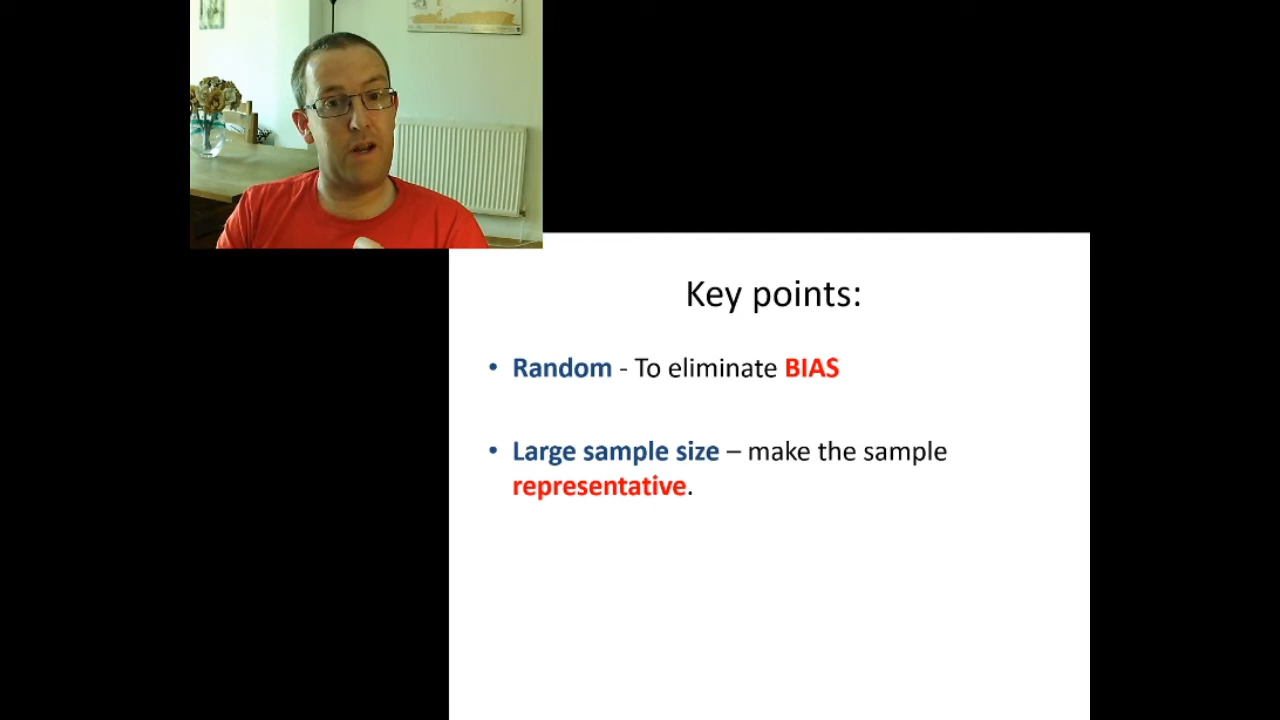 Key points:
• Random - To eliminate BIAS
• Large sample size – make the sample
representative.